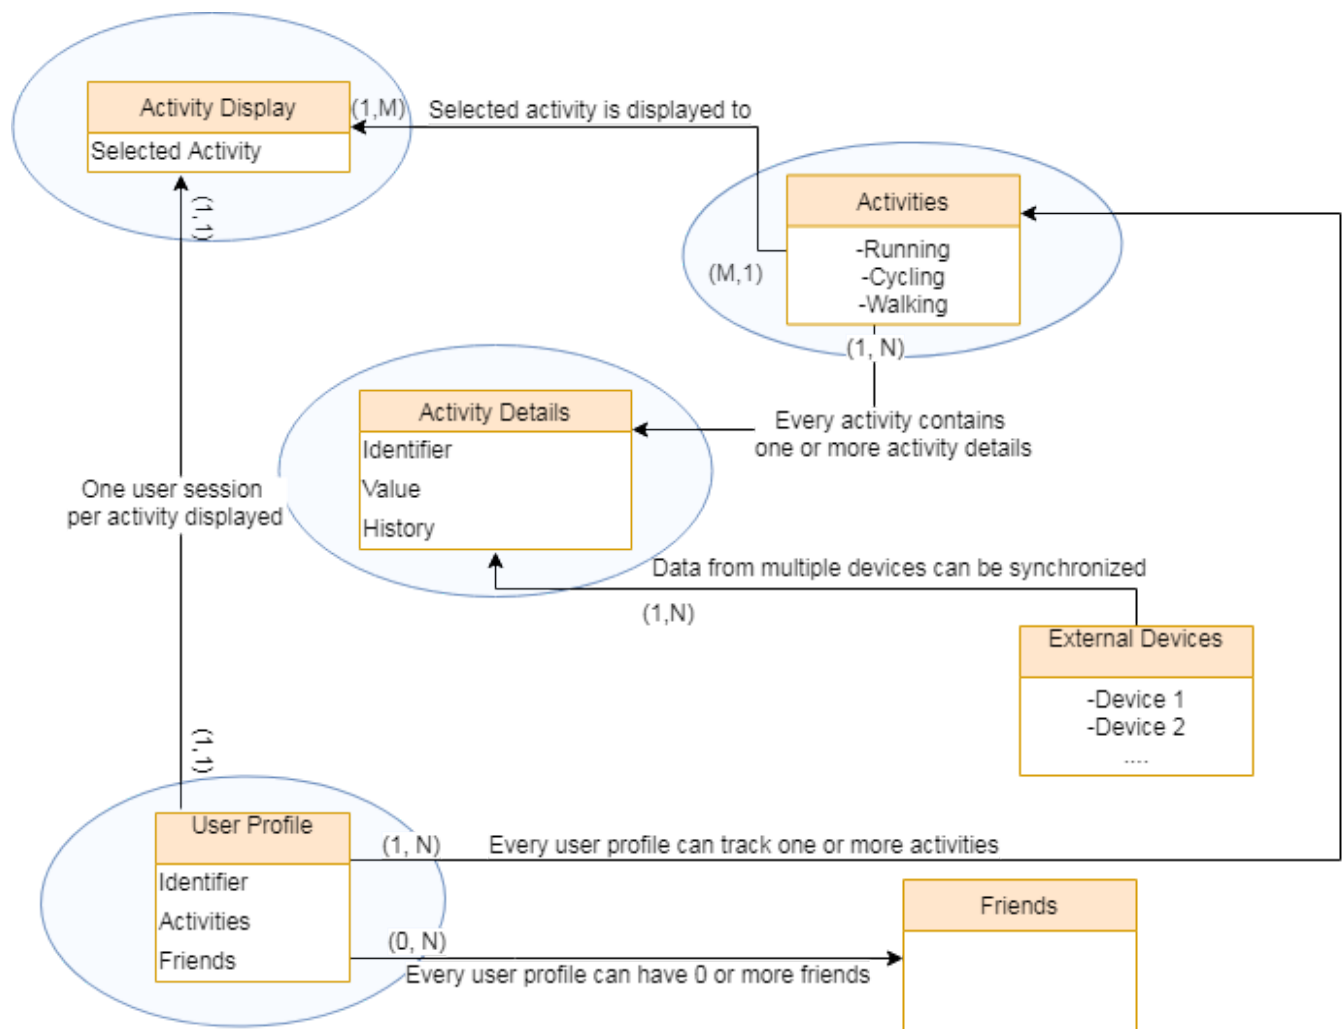 Activity Display
Selected Activity
(1,M)
Selected activity is displayed to
(1,1)
Activities
-Running
-Cycling
-Walking
(M,1)
(1, N)
Every activity contains
one or more activity details
Activity Details
Identifier
Value
History
One user session
per activity displayed
Data from multiple devices can be synchronized
(1,N)
External Devices
-Device 1
-Device 2
....
(1,1)
User Profile
Identifier
Activities
Friends
(1, N)
Every user profile can track one or more activities
(0, N)
Every user profile can have 0 or more friends
Friends